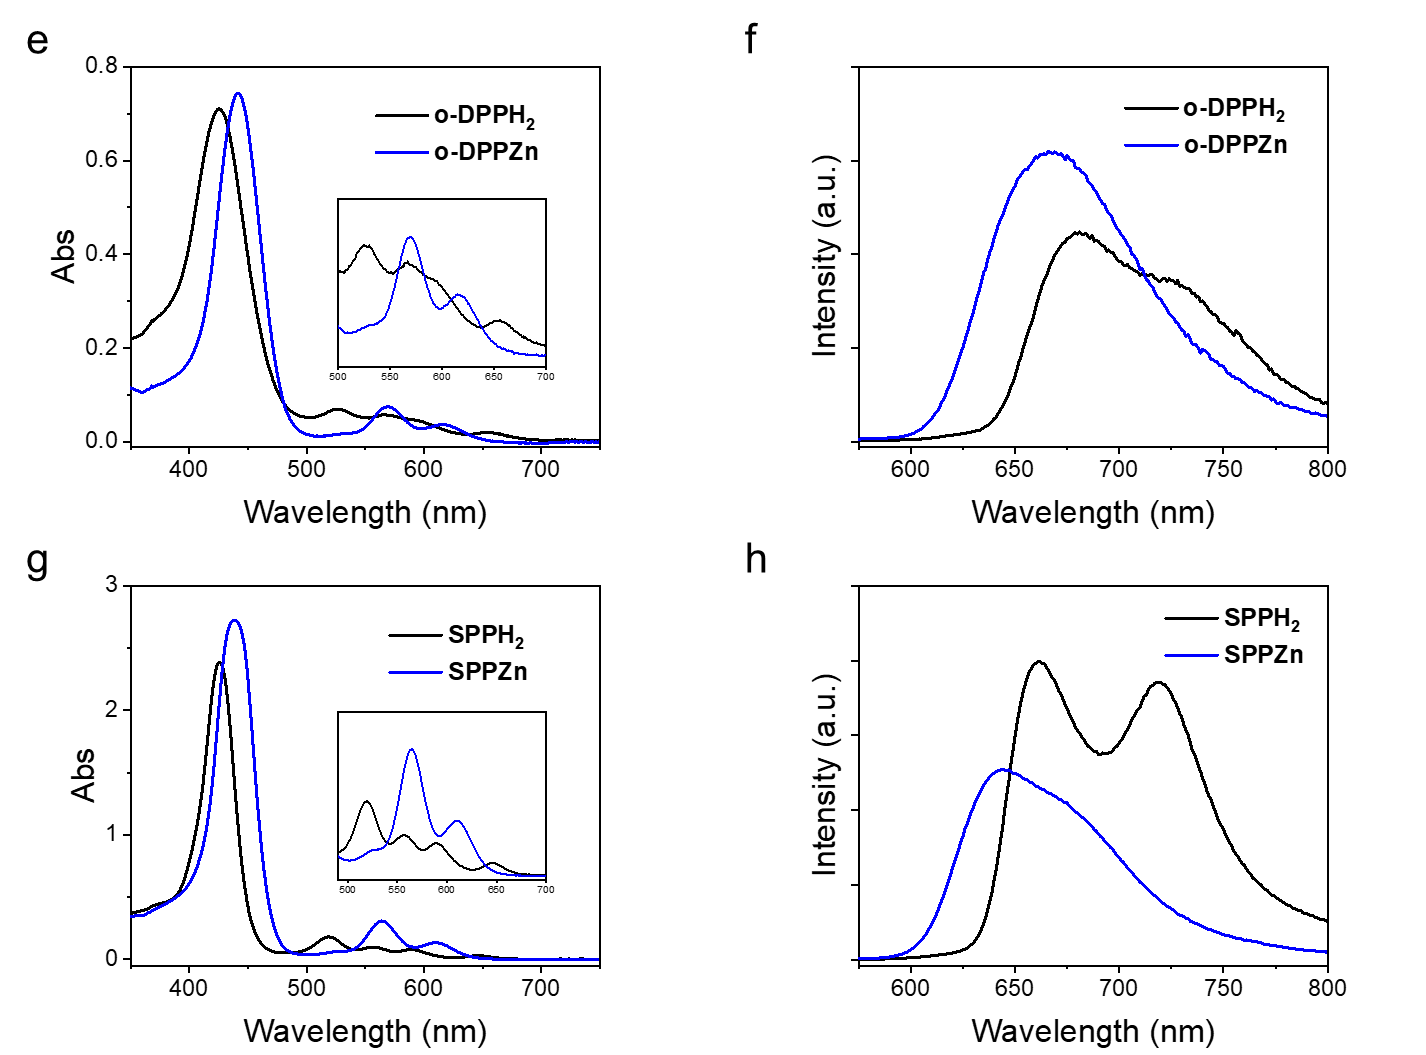 e
0.8
0.6
0.4
0.2
0.0
Abs
o-DPPH2
o-DPPZn
500 550 600 650 700
400 500 600 700
Wavelength (nm)
f
Intensity (a.u.)
o-DPPH2
o-DPPZn
600 650 700 750 800
Wavelength (nm)
g
3
2
1
0
Abs
SPPH2
SPPZn
500 550 600 650 700
400 500 600 700
Wavelength (nm)
h
Intensity (a.u.)
SPPH2
SPPZn
600 650 700 750 800
Wavelength (nm)